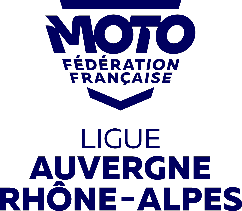 MOTO
FÉDÉRATION
FRANÇAISE
LIGUE
AUVERGNE
RHÔNE-ALPES